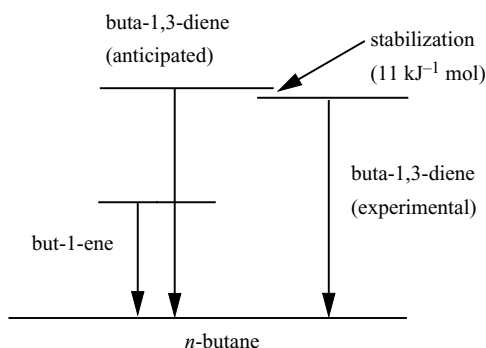 buta-1,3-diene
(anticipated)
stabilization
(11 kJ⁻¹ mol)
buta-1,3-diene
(experimental)
but-1-ene
n-butane